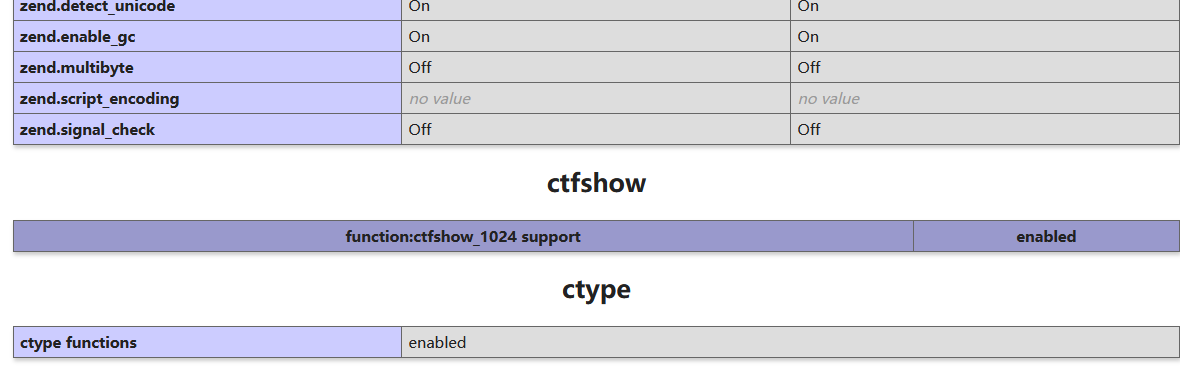 zend.detect_unicode On On
zend.enable_gc On On
zend.multibyte Off Off
zend.script_encoding no value no value
zend.signal_check Off Off
ctfshow
function:ctfshow_1024 support enabled
ctype
ctype functions enabled